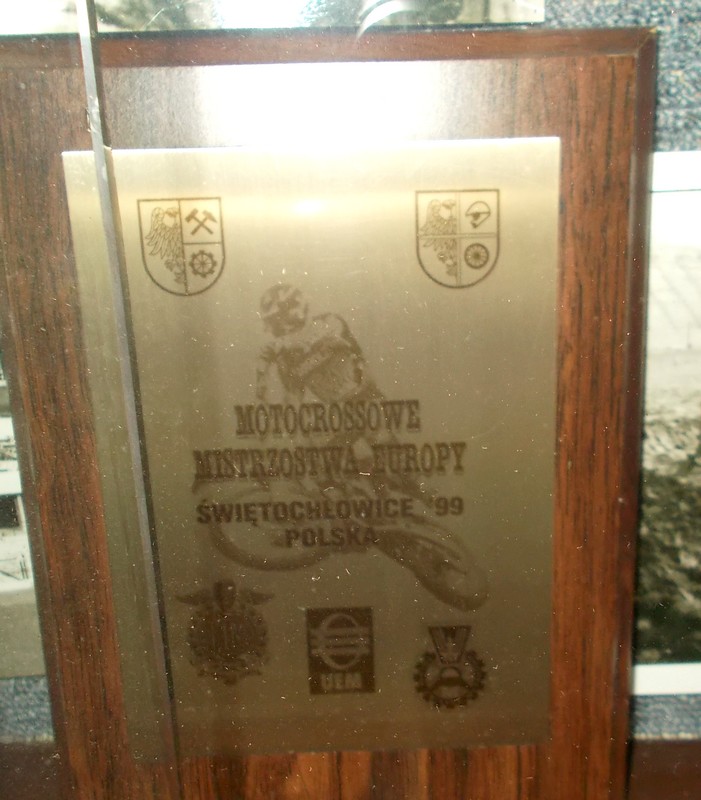 MOTOCROSSOWE
MISTRZOSTWA EUROPY
ŚWIĘTOCHŁOWICE '99
POLSKA
UEM